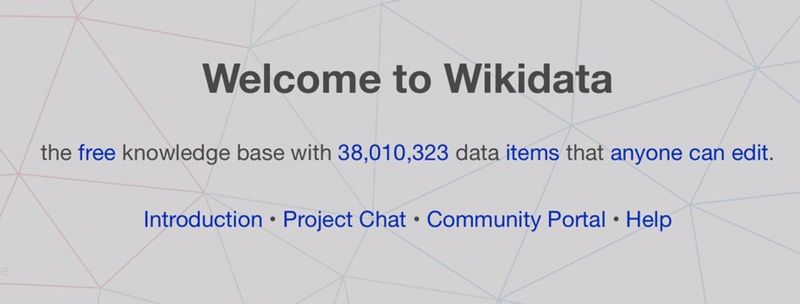 Welcome to Wikidata
the free knowledge base with 38,010,323 data items that anyone can edit.
Introduction • Project Chat • Community Portal • Help